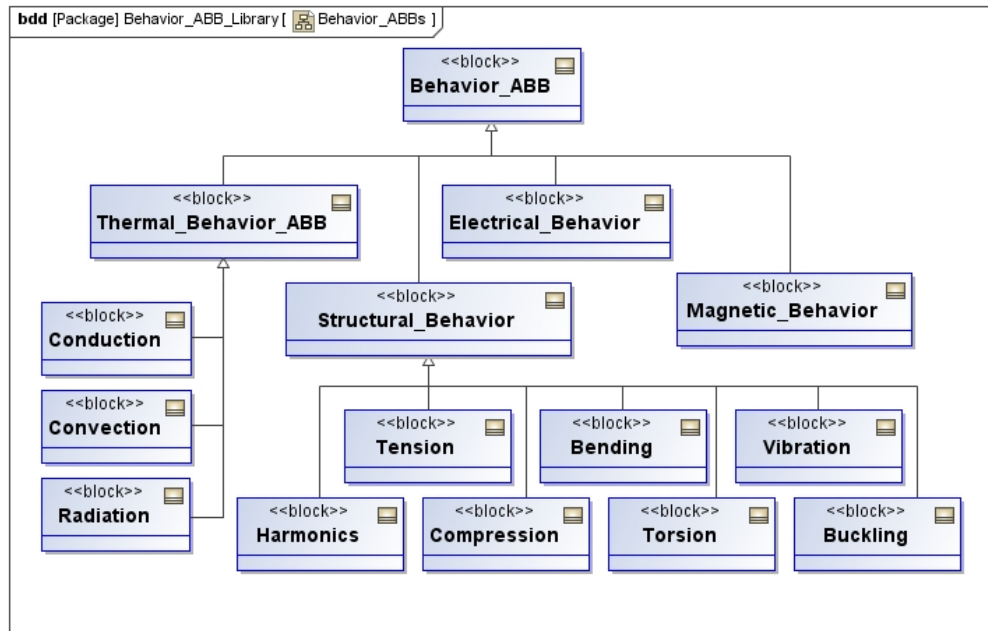 bdd [Package] Behavior_ABB_Library [ Behavior_ABBs ]
<<block>>
Behavior_ABB
<<block>>
Thermal_Behavior_ABB
<<block>>
Electrical_Behavior
<<block>>
Structural_Behavior
<<block>>
Magnetic_Behavior
<<block>>
Conduction
<<block>>
Convection
<<block>>
Radiation
<<block>>
Tension
<<block>>
Bending
<<block>>
Vibration
<<block>>
Harmonics
<<block>>
Compression
<<block>>
Torsion
<<block>>
Buckling